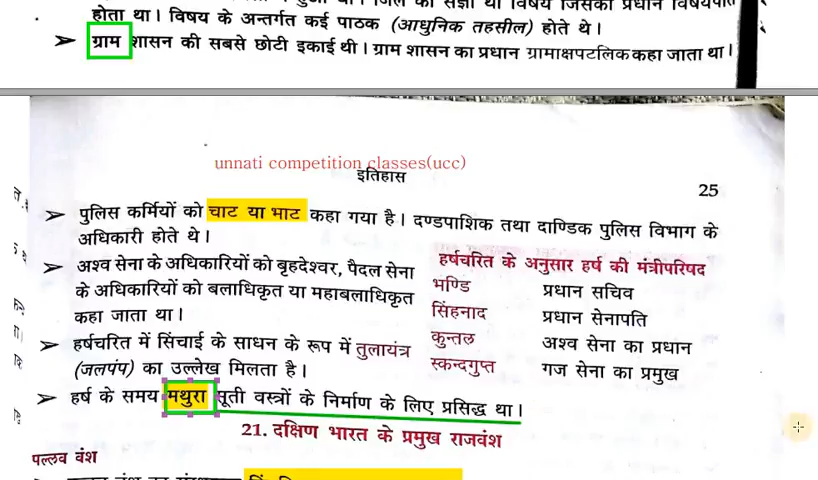 होता था। विषय के अन्तर्गत कई पाठक (आधुनिक तहसील) होते थे।
➢ ग्राम शासन की सबसे छोटी इकाई थी। ग्राम शासन का प्रधान ग्रामाक्षपटलिक कहा जाता था।
unnati competition classes(ucc)
इतिहास
25
➢ पुलिस कर्मियों को चाट या भाट कहा गया है। दण्डपाशिक तथा दाण्डिक पुलिस विभाग के
अधिकारी होते थे।
➢ अश्व सेना के अधिकारियों को बृहदेश्वर, पैदल सेना
के अधिकारियों को बलाधिकृत या महाबलाधिकृत
कहा जाता था।
➢ हर्षचरित में सिंचाई के साधन के रूप में तुलायंत्र
(जलपंप) का उल्लेख मिलता है।
हर्षचरित के अनुसार हर्ष की मंत्रीपरिषद
भण्डि प्रधान सचिव
सिंहनाद प्रधान सेनापति
कुन्तल अश्व सेना का प्रधान
स्कन्दगुप्त गज सेना का प्रमुख
➢ हर्ष के समय मथुरा सूती वस्त्रों के निर्माण के लिए प्रसिद्ध था।
21. दक्षिण भारत के प्रमुख राजवंश
पल्लव वंश